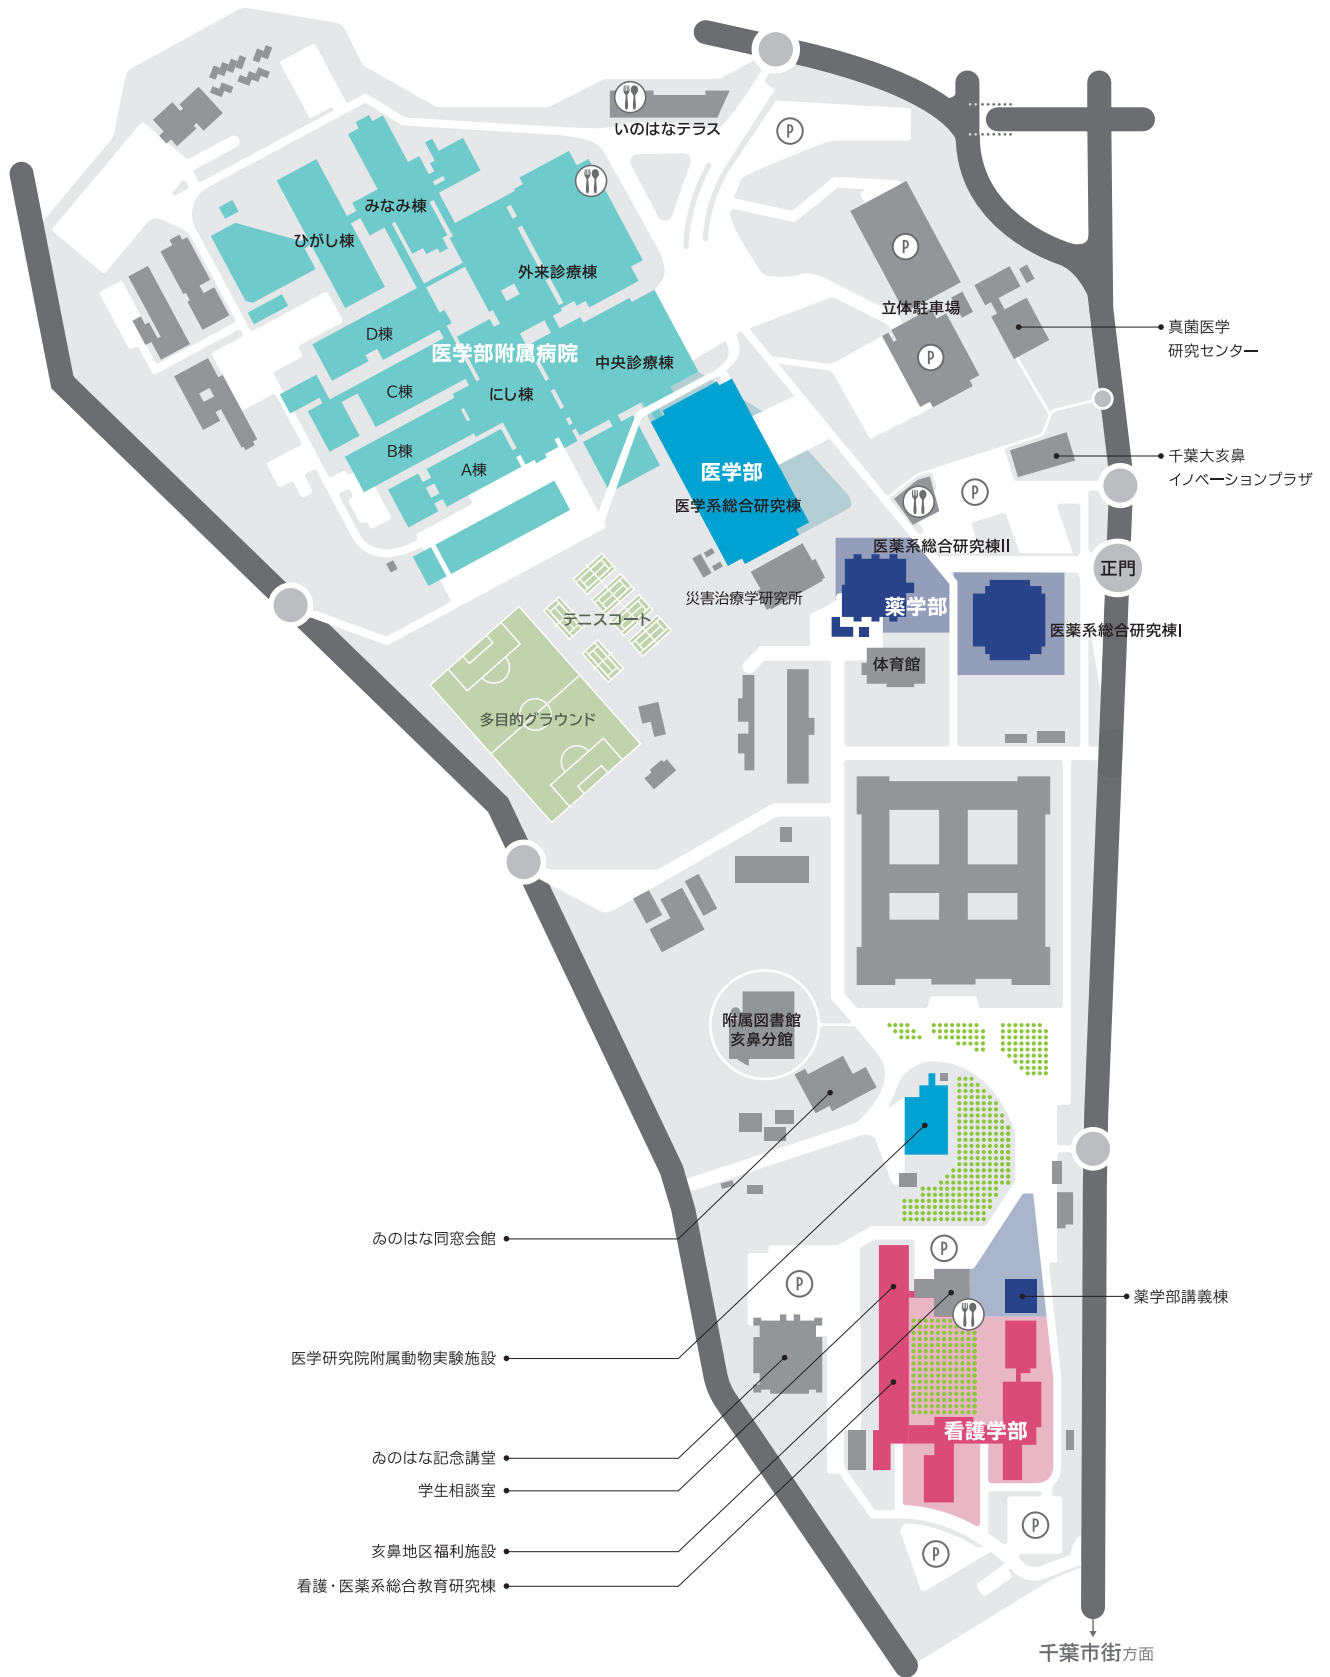 いのはなテラス
P
みなみ棟
ひがし棟
P
外来診療棟
立体駐車場
D棟
医学部附属病院
中央診療棟
P
真菌医学
研究センター
C棟
にし棟
B棟
A棟
医学部
医学系総合研究棟
P
千葉大亥鼻
イノベーションプラザ
医薬系総合研究棟II
正門
災害治療学研究所
薬学部
テニスコート
医薬系総合研究棟I
体育館
多目的グラウンド
附属図書館
亥鼻分館
ゐのはな同窓会館
P
P
薬学部講義棟
医学研究院附属動物実験施設
看護学部
ゐのはな記念講堂
学生相談室
P
亥鼻地区福利施設
P
看護・医薬系総合教育研究棟
千葉市街方面